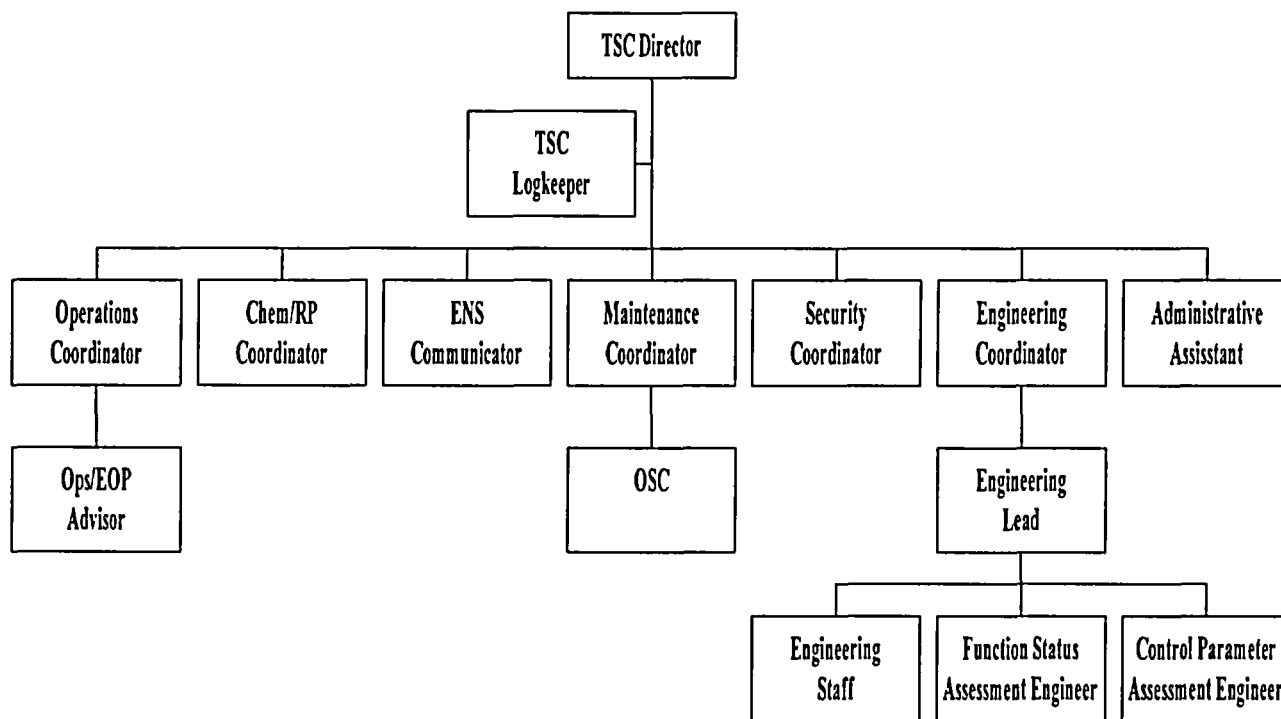 TSC Director
TSC
Logkeeper
Operations
Coordinator
Chem/RP
Coordinator
ENS
Communicator
Maintenance
Coordinator
Security
Coordinator
Engineering
Coordinator
Administrative
Assisstant
Ops/EOP
Advisor
OSC
Engineering
Lead
Engineering
Staff
Function Status
Assessment Engineer
Control Parameter
Assessment Engineer